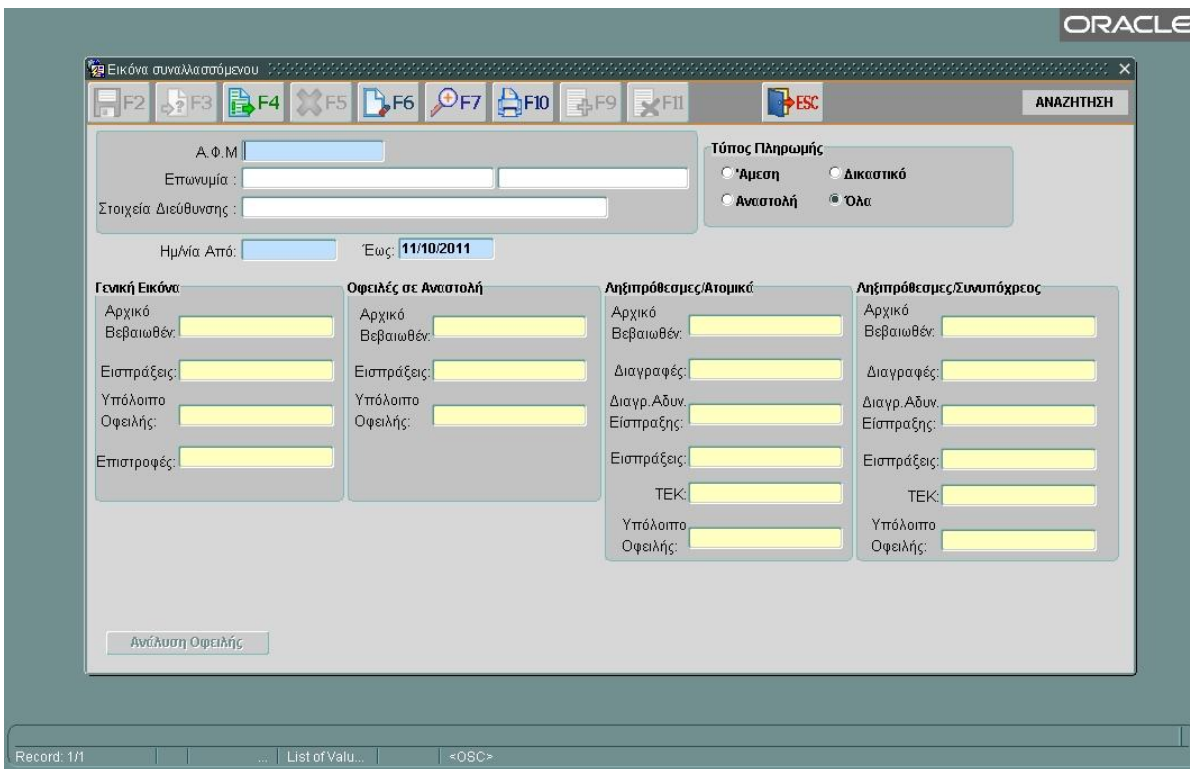 ORACLE
Εικόνα συναλλασσόμενου
F2 F3 F4 F5 F6 F7 F10 F9 F11 ESC ΑΝΑΖΗΤΗΣΗ
Α.Φ.Μ
Επωνυμία :
Στοιχεία Διεύθυνσης :
Τύπος Πληρωμής
Άμεση Δικαστικό
Αναστολή Όλα
Ημ/νία Από: Έως: 11/10/2011
Γενική Εικόνα
Αρχικό
Βεβαιωθέν:
Εισπράξεις:
Υπόλοιπο
Οφειλής:
Επιστροφές:
Οφειλές σε Αναστολή
Αρχικό
Βεβαιωθέν:
Εισπράξεις:
Υπόλοιπο
Οφειλής:
Ληξιπρόθεσμες/Ατομικά
Αρχικό
Βεβαιωθέν:
Διαγραφές:
Διαγρ.Αδυν.
Είσπραξης:
Εισπράξεις:
ΤΕΚ:
Υπόλοιπο
Οφειλής:
Ληξιπρόθεσμες/Συνυπόχρεος
Αρχικό
Βεβαιωθέν:
Διαγραφές:
Διαγρ.Αδυν.
Είσπραξης:
Εισπράξεις:
ΤΕΚ:
Υπόλοιπο
Οφειλής:
Ανάλυση Οφειλής
Record: 1/1 ... List of Valu... <OSC>